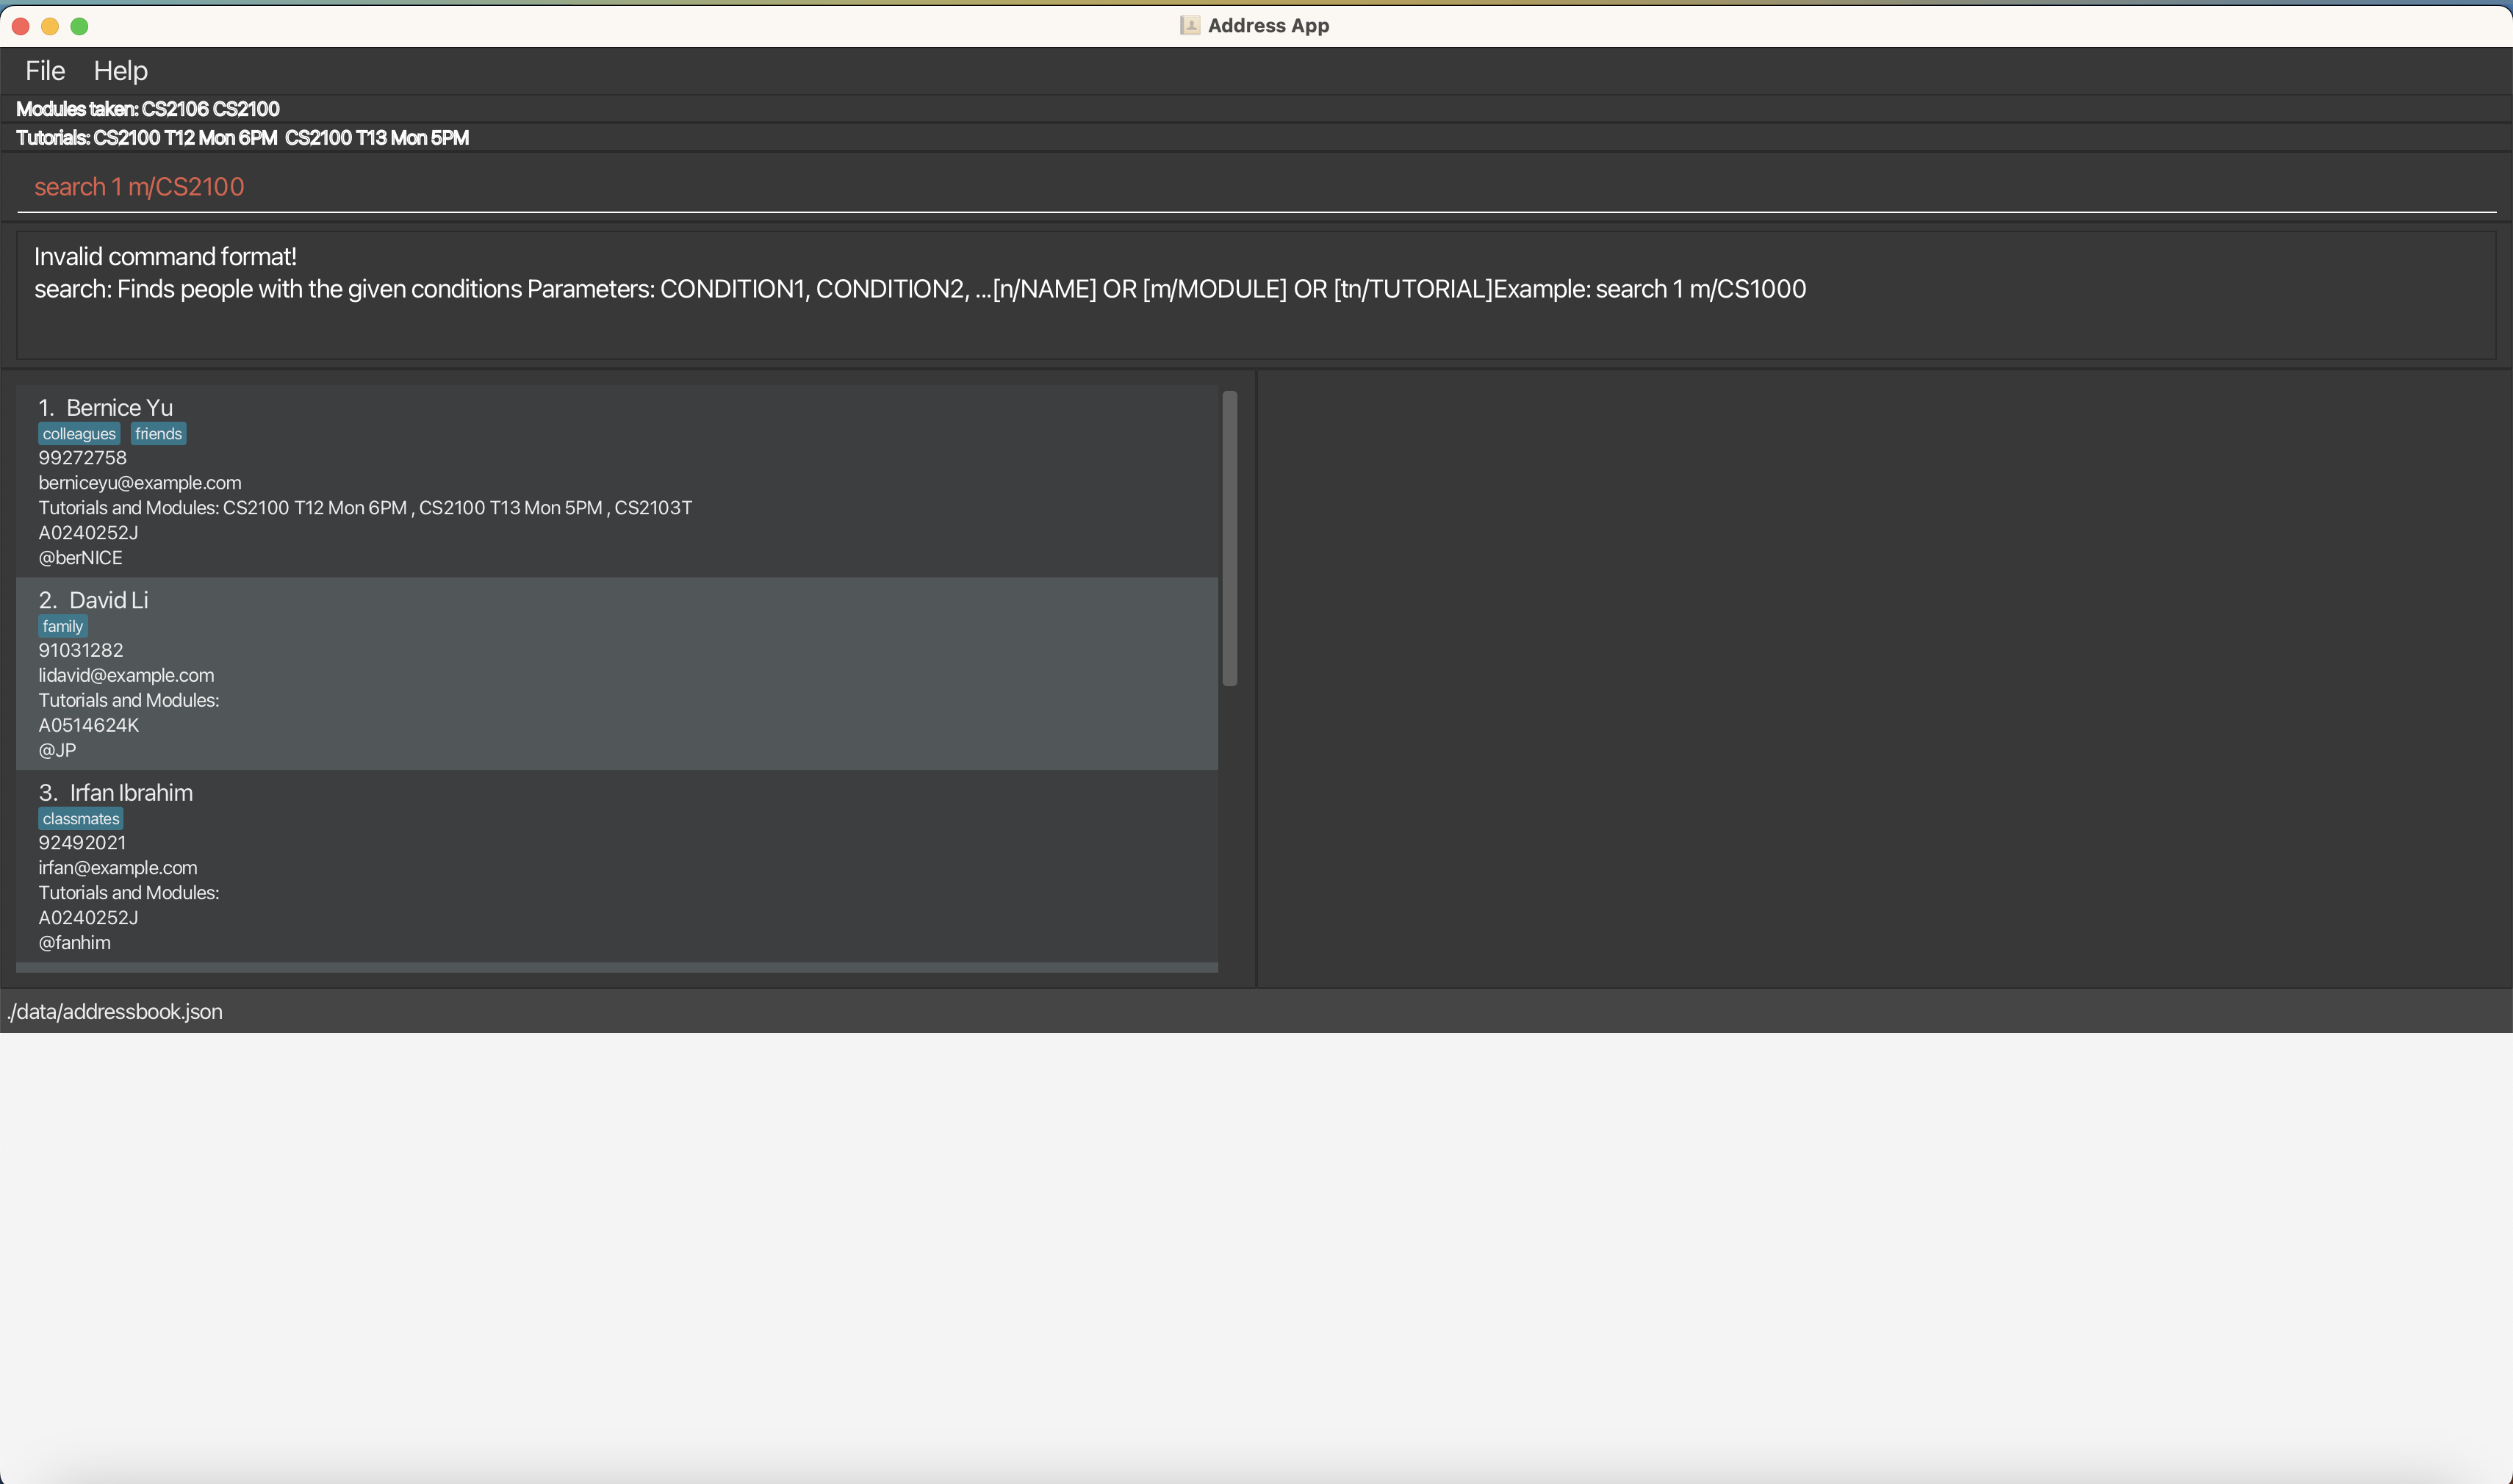 Address App
File Help
Modules taken: CS2106 CS2100
Tutorials: CS2100 T12 Mon 6PM CS2100 T13 Mon 5PM
search 1 m/CS2100
Invalid command format!
search: Finds people with the given conditions Parameters: CONDITION1, CONDITION2, ...[n/NAME] OR [m/MODULE] OR [tn/TUTORIAL]Example: search 1 m/CS1000
1. Bernice Yu
colleagues friends
99272758
berniceyu@example.com
Tutorials and Modules: CS2100 T12 Mon 6PM , CS2100 T13 Mon 5PM , CS2103T
A0240252J
@berNICE
2. David Li
family
91031282
lidavid@example.com
Tutorials and Modules:
A0514624K
@JP
3. Irfan Ibrahim
classmates
92492021
irfan@example.com
Tutorials and Modules:
A0240252J
@fanhim
./data/addressbook.json